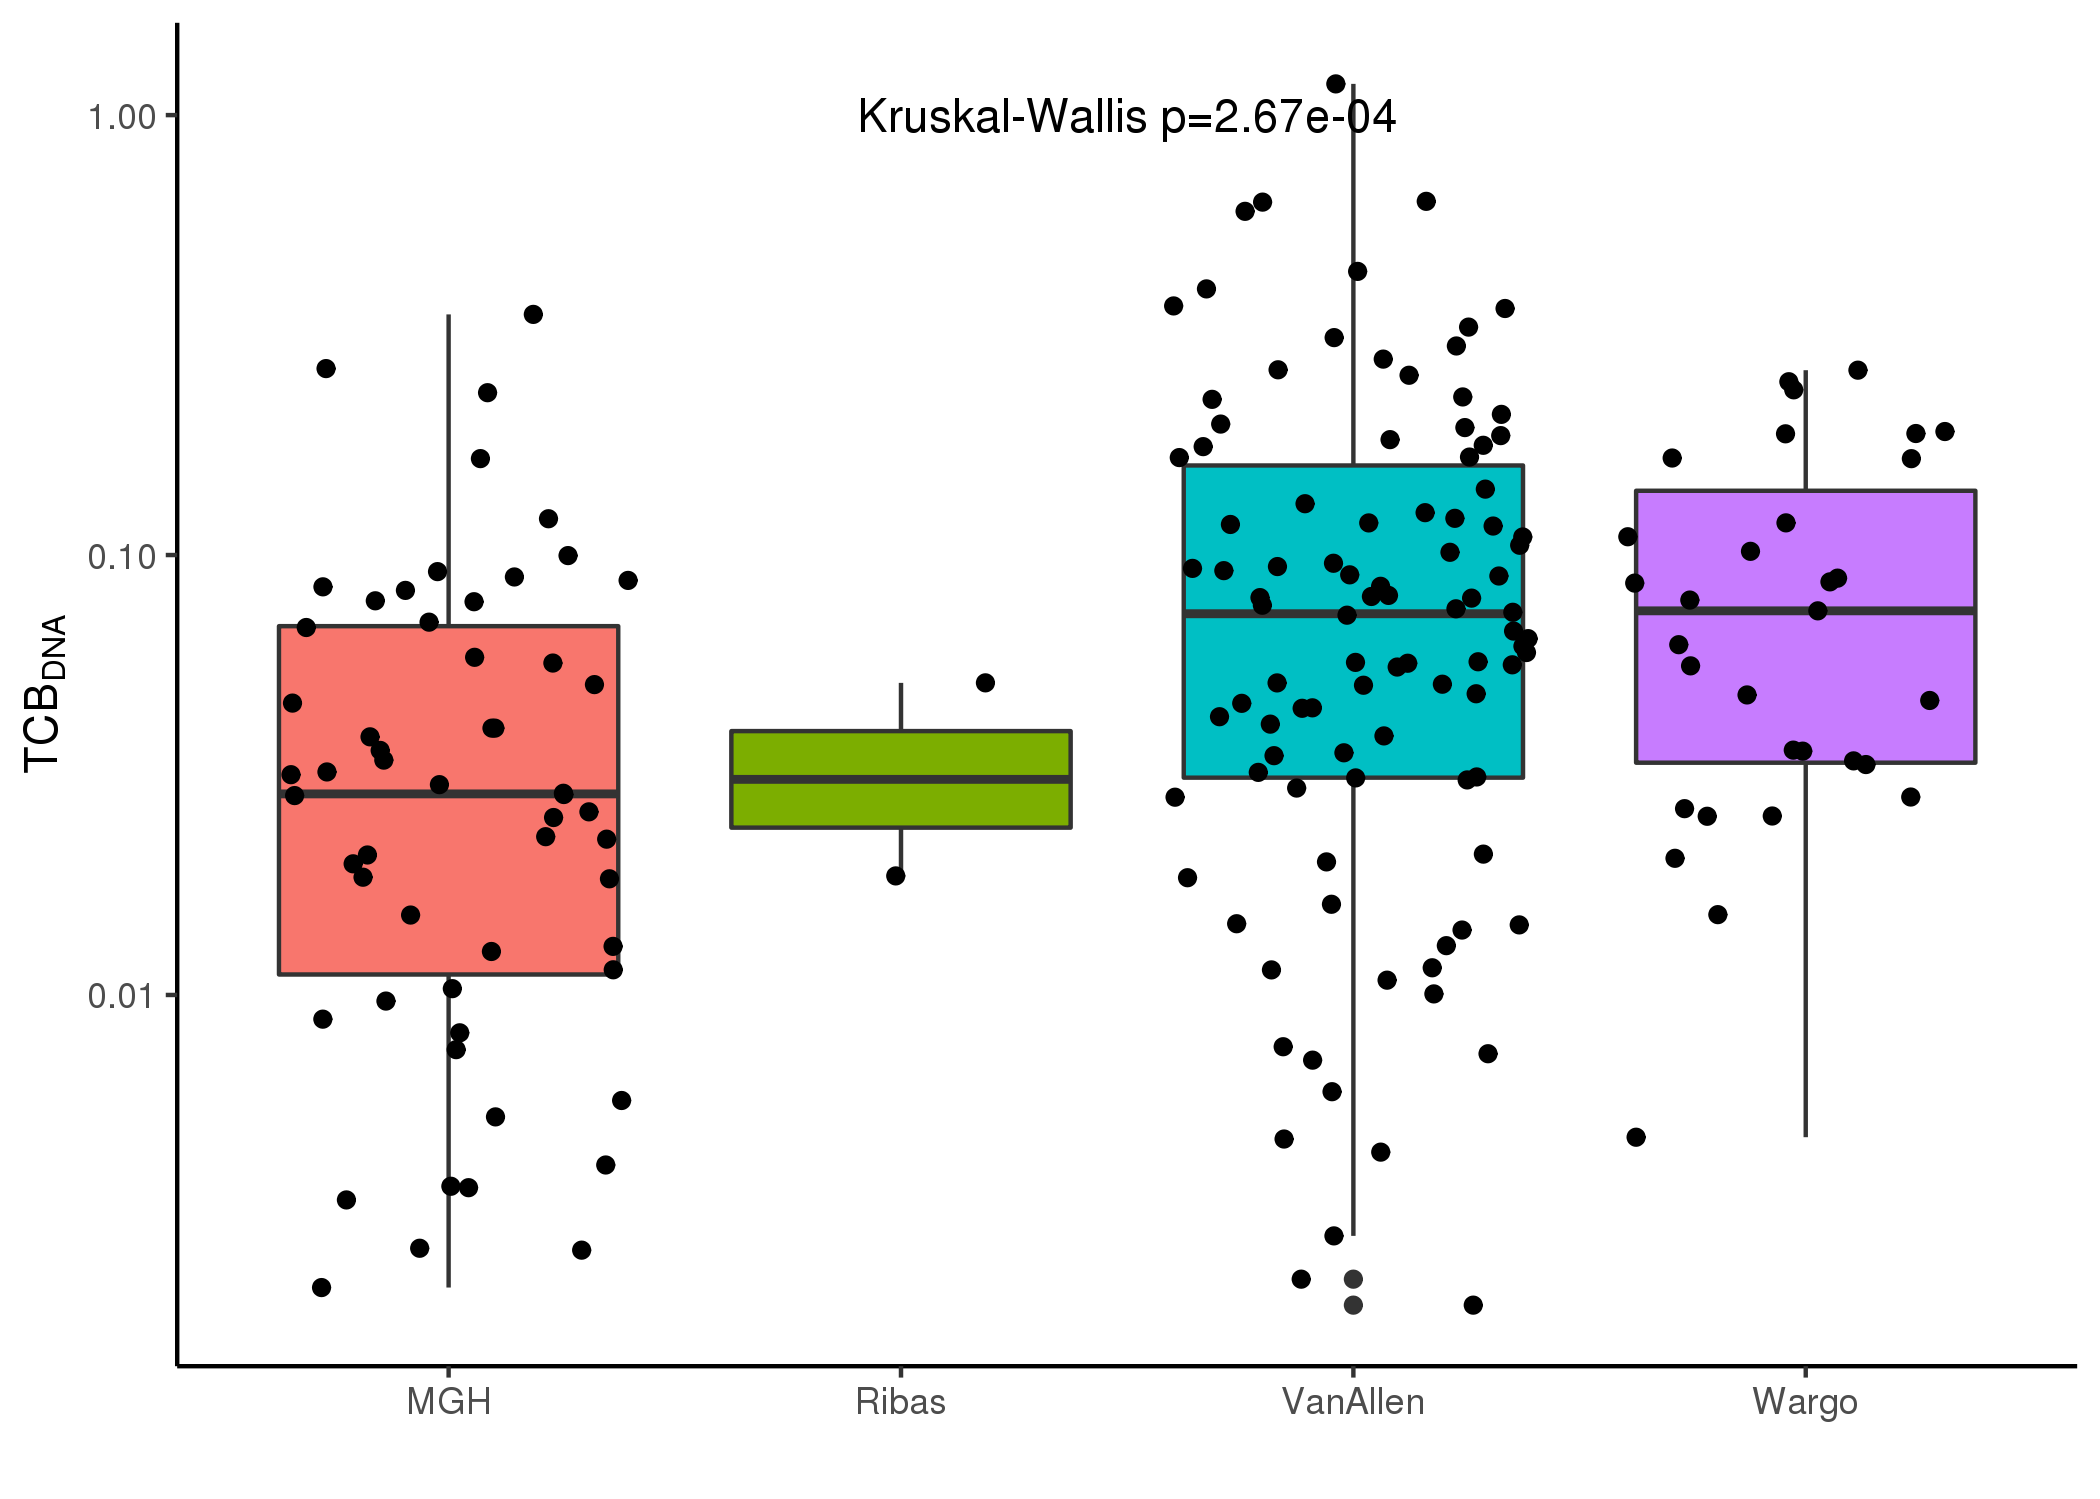 Kruskal-Wallis p=2.67e-04
1.00
0.10
0.01
TCBDNA
MGH Ribas VanAllen Wargo